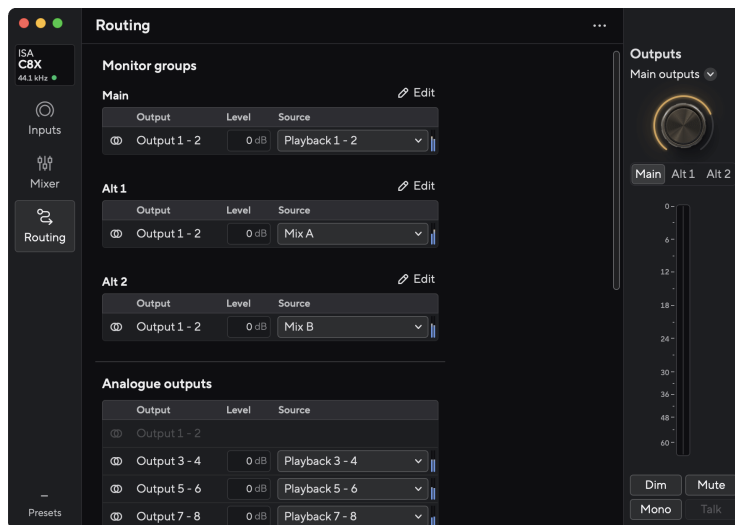 Routing
ISA
C8X
44.1 kHz
Inputs
Mixer
Routing
Presets
Monitor groups
Main
Edit
Output Level Source
Output 1 - 2 0 dB Playback 1 - 2
Alt 1
Edit
Output Level Source
Output 1 - 2 0 dB Mix A
Alt 2
Edit
Output Level Source
Output 1 - 2 0 dB Mix B
Analogue outputs
Output Level Source
Output 1 - 2
Output 3 - 4 0 dB Playback 3 - 4
Output 5 - 6 0 dB Playback 5 - 6
Output 7 - 8 0 dB Playback 7 - 8
Outputs
Main outputs
Main Alt 1 Alt 2
0
6
12
18
24
30
36
48
60
Dim Mute
Mono Talk